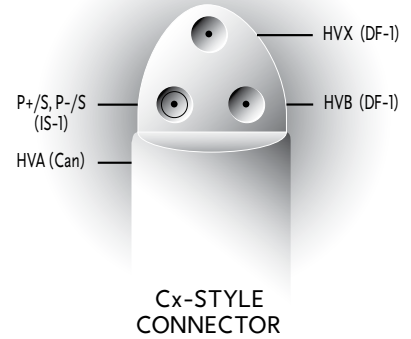 HVX (DF-1)
P+/S, P-/S
(IS-1)
HVB (DF-1)
HVA (Can)
Cx-STYLE
CONNECTOR